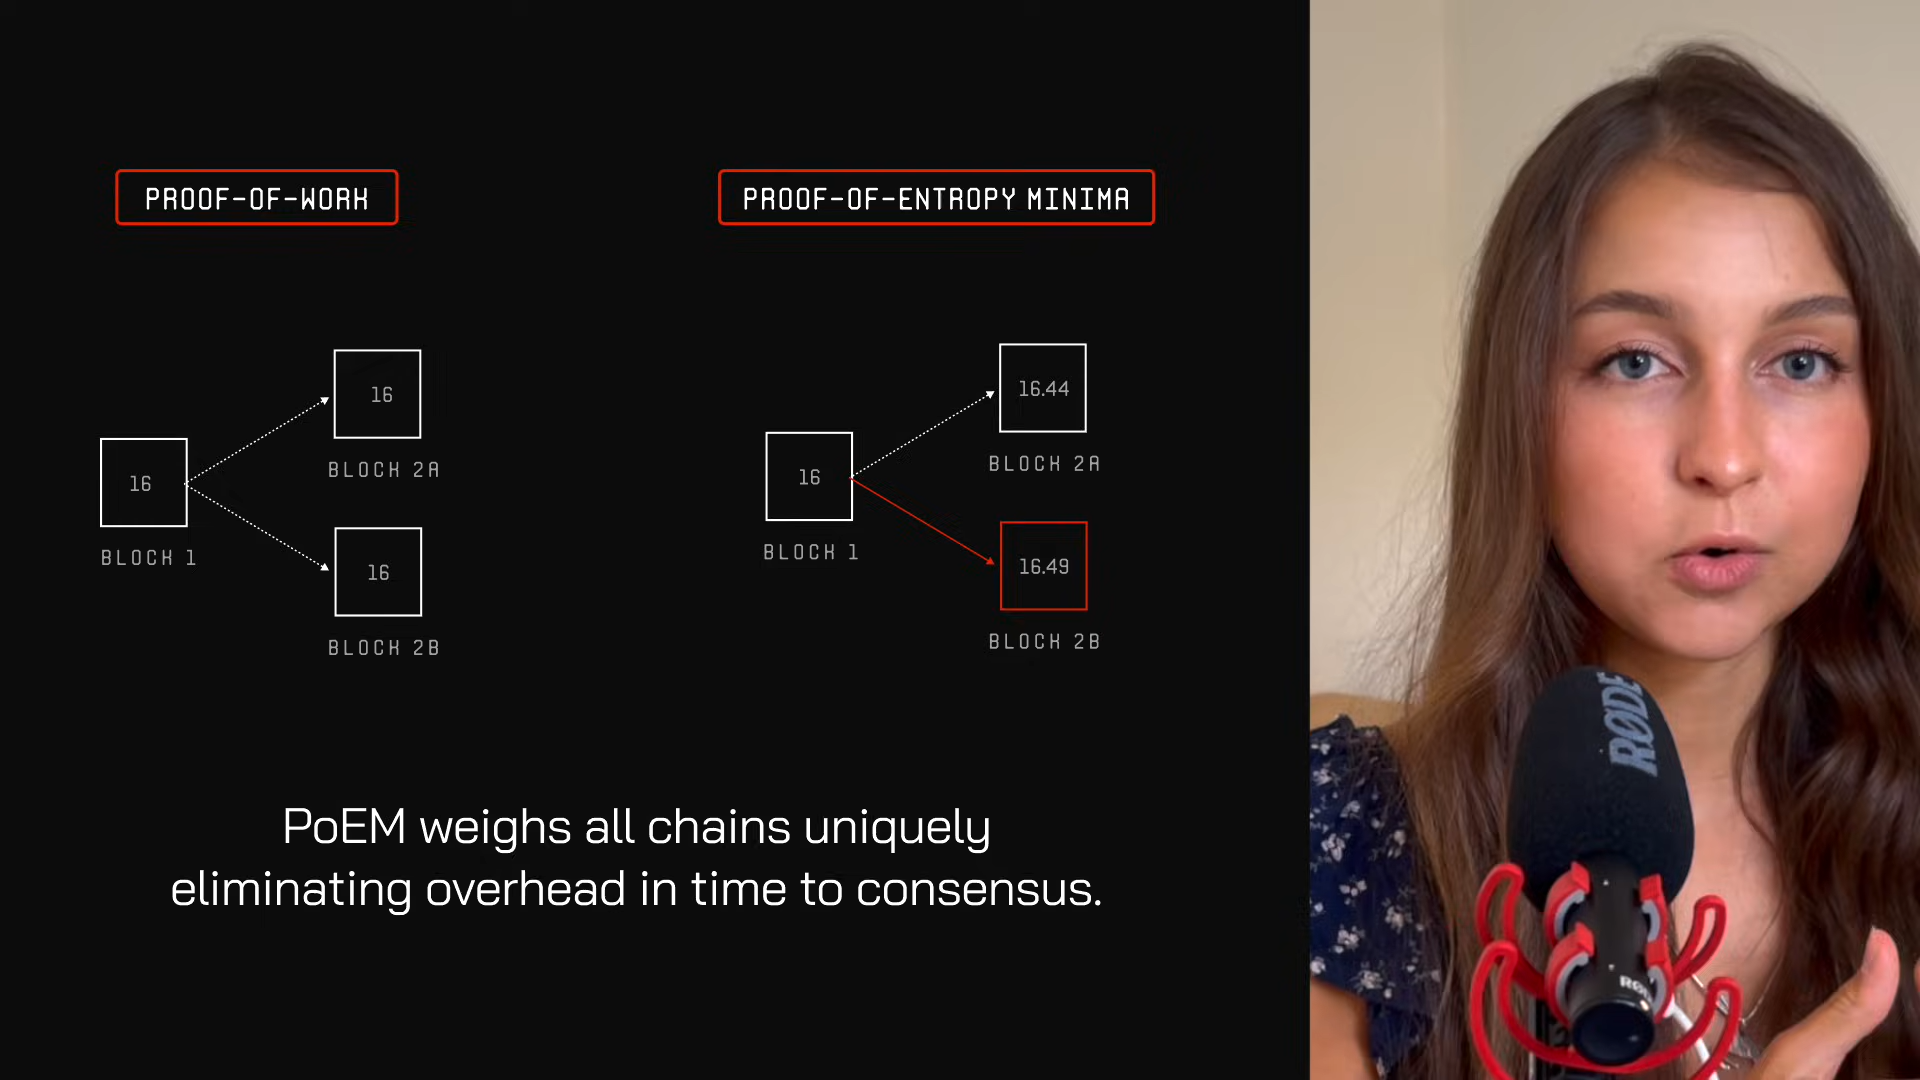 PROOF-OF-WORK
PROOF-OF-ENTROPY MINIMA
16
BLOCK 1
16
BLOCK 2A
16
BLOCK 2B
16
BLOCK 1
16.44
BLOCK 2A
16.49
BLOCK 2B
PoEM weighs all chains uniquely
eliminating overhead in time to consensus.
RØDE